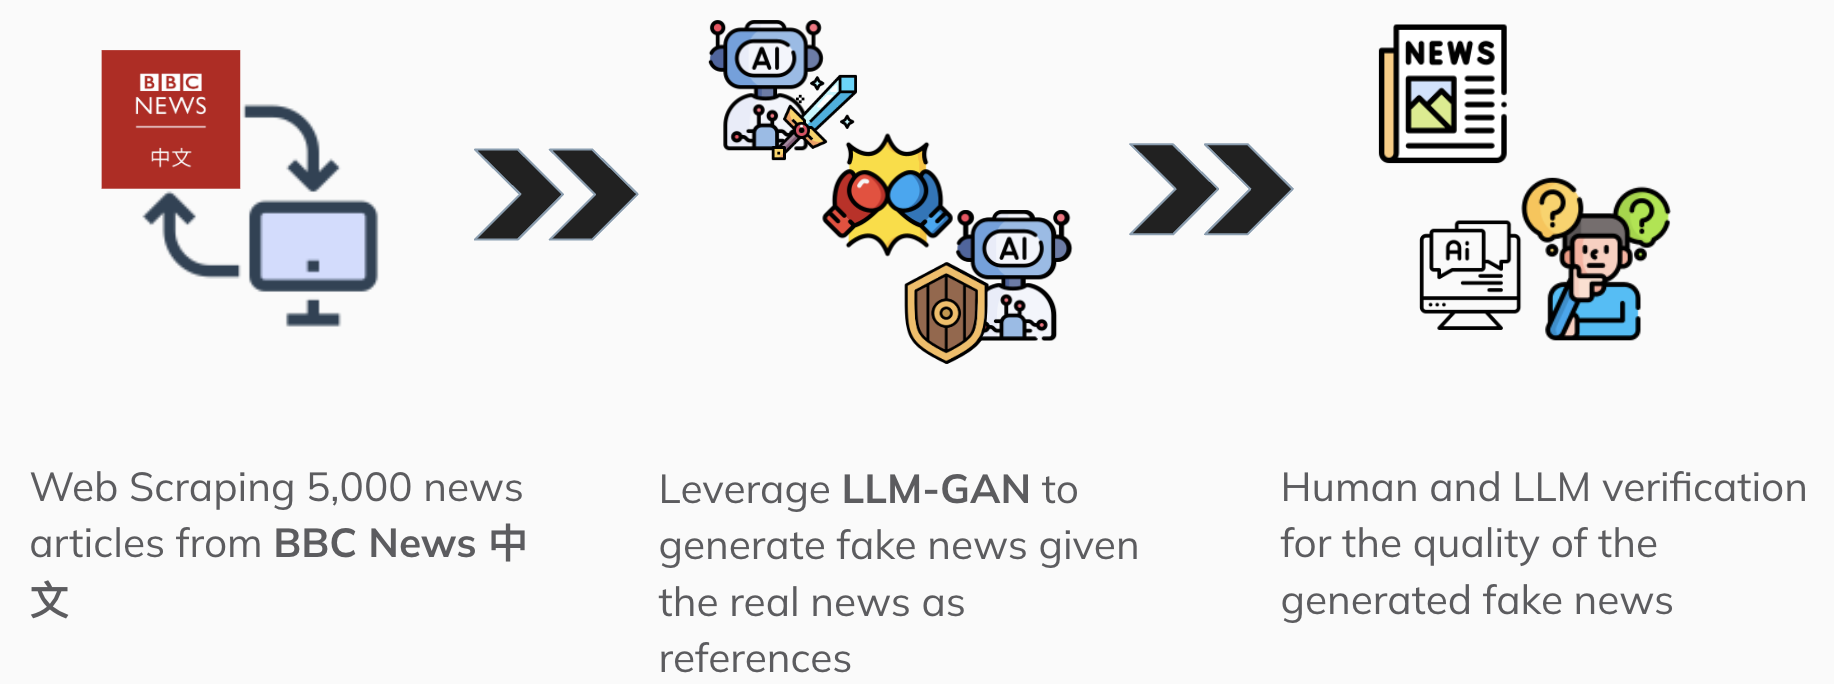 BBC
NEWS
中文
AI
AI
NEWS
Ai
? ?
Web Scraping 5,000 news
articles from BBC News 中
文
Leverage LLM-GAN to
generate fake news given
the real news as
references
Human and LLM verification
for the quality of the
generated fake news